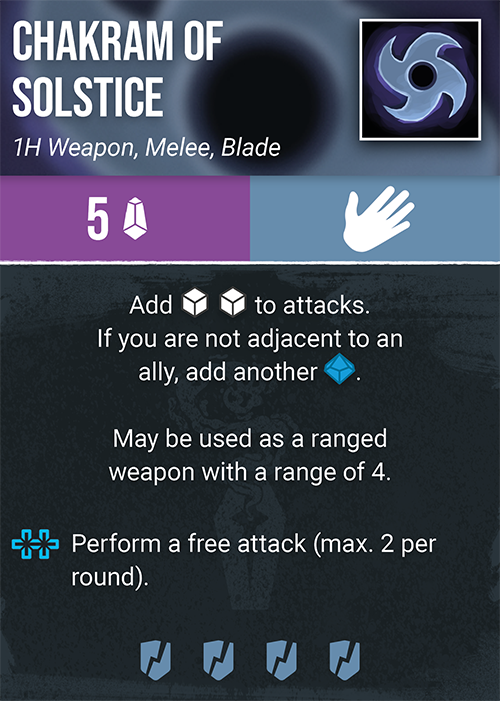 CHAKRAM OF
SOLSTICE
1H Weapon, Melee, Blade
5
Add to attacks.
If you are not adjacent to an
ally, add another .
May be used as a ranged
weapon with a range of 4.
Perform a free attack (max. 2 per
round).